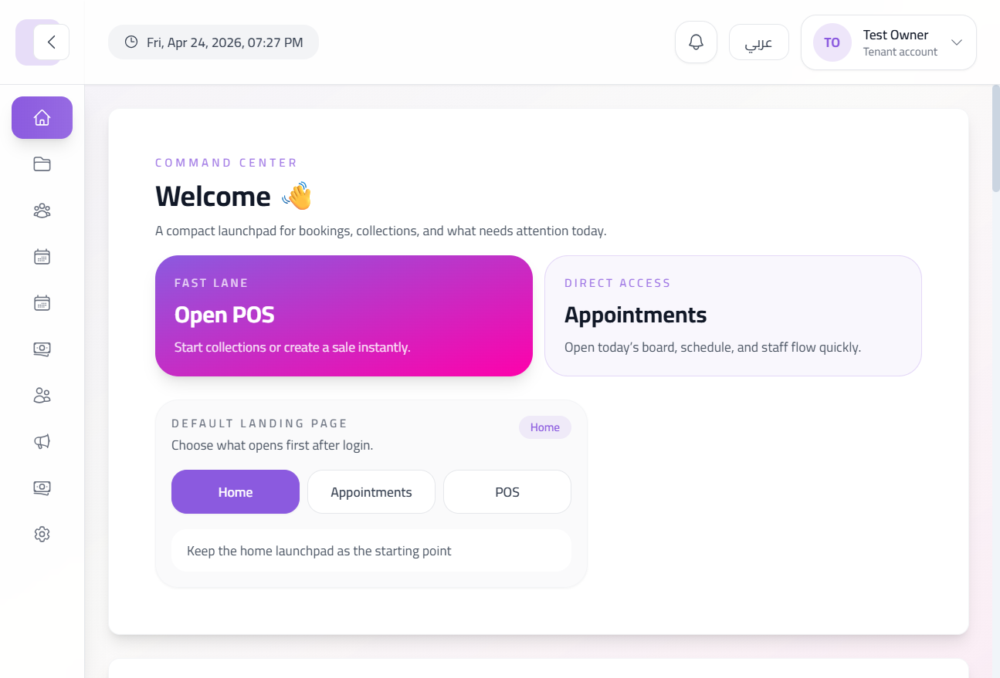 Fri, Apr 24, 2026, 07:27 PM
عربي
TO
Test Owner
Tenant account
COMMAND CENTER
Welcome 👋
A compact launchpad for bookings, collections, and what needs attention today.
FAST LANE
Open POS
Start collections or create a sale instantly.
DIRECT ACCESS
Appointments
Open today’s board, schedule, and staff flow quickly.
DEFAULT LANDING PAGE
Home
Choose what opens first after login.
Home
Appointments
POS
Keep the home launchpad as the starting point